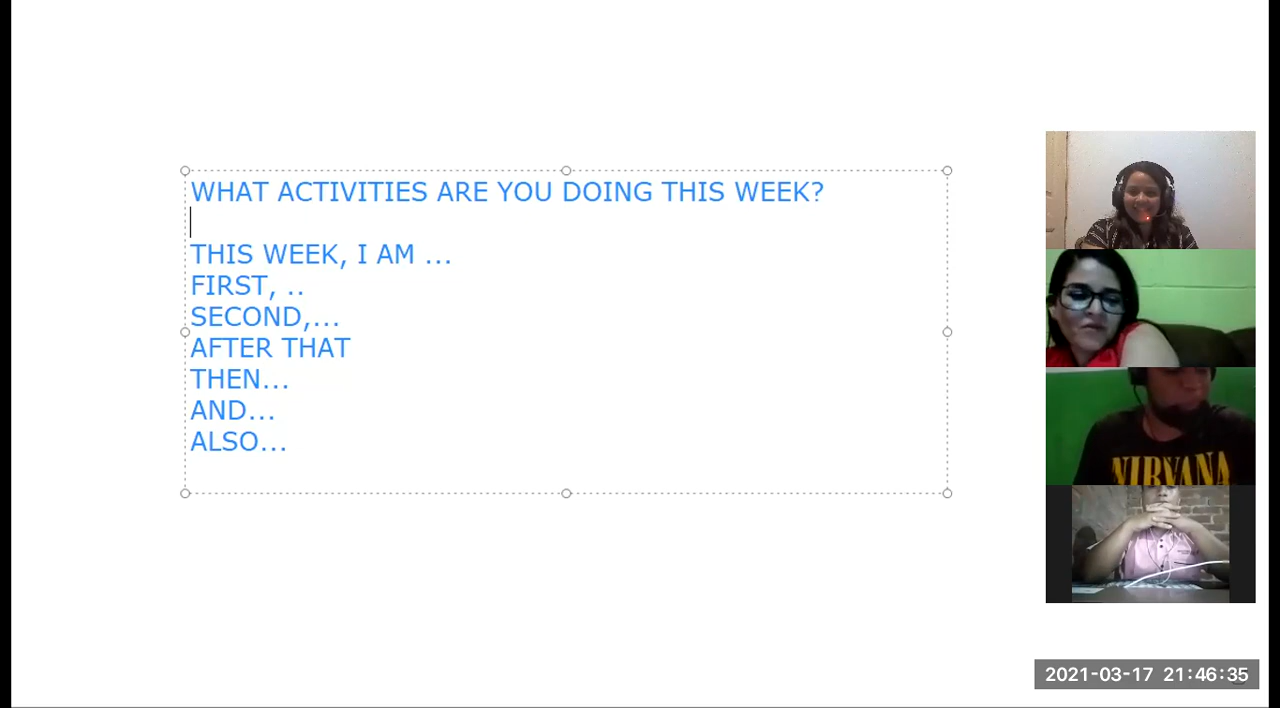 WHAT ACTIVITIES ARE YOU DOING THIS WEEK?
THIS WEEK, I AM ...
FIRST, ..
SECOND,...
AFTER THAT
THEN...
AND...
ALSO...
NIRVANA
2021-03-17 21:46:35